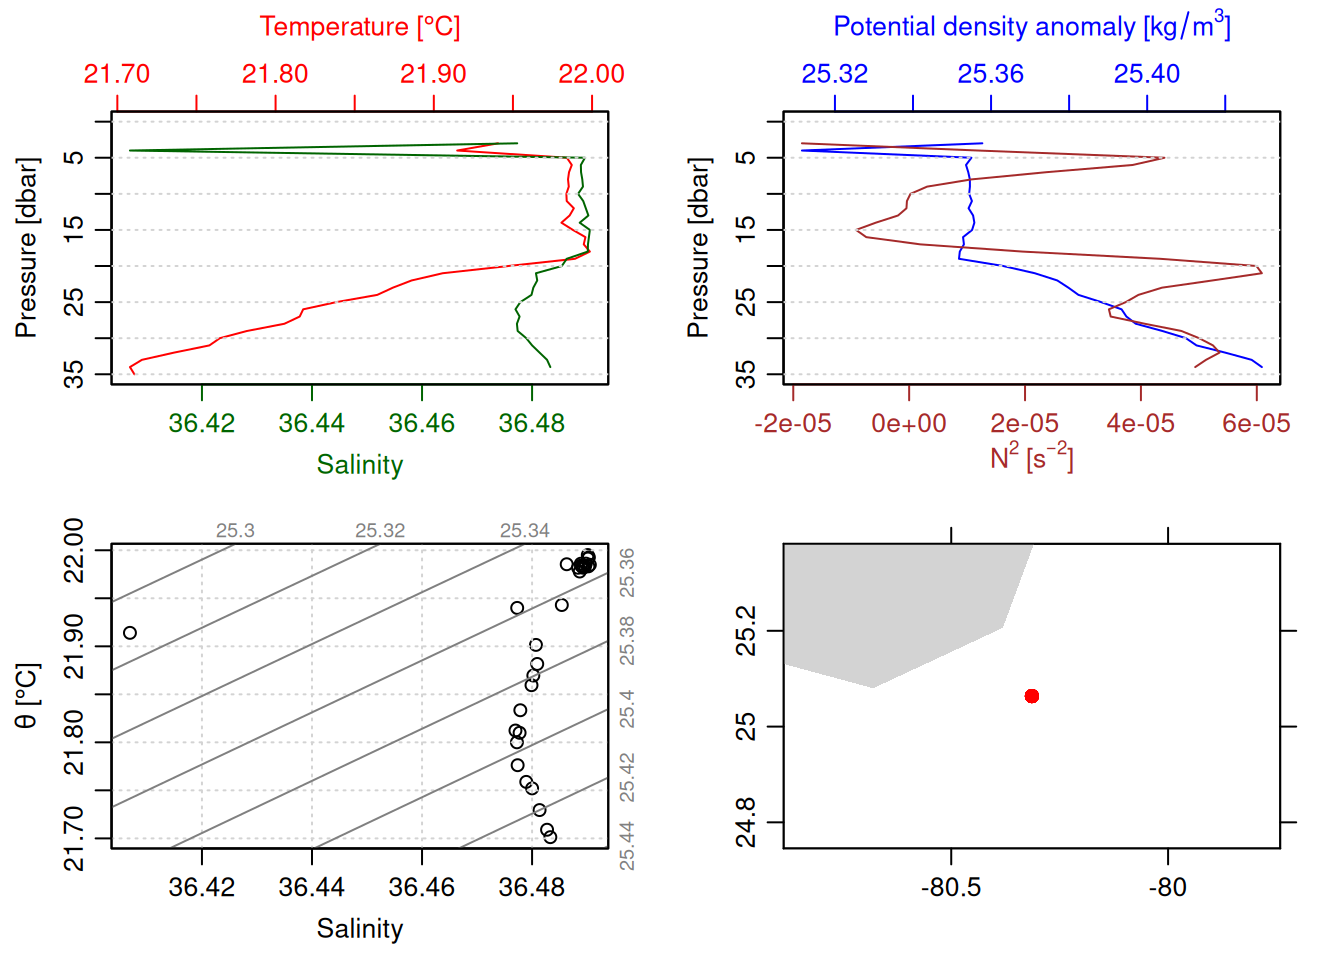 Temperature [°C]
21.70 21.80 21.90 22.00
Pressure [dbar]
5
15
25
35
36.42 36.44 36.46 36.48
Salinity
Potential density anomaly [kg/m³]
25.32 25.36 25.40
Pressure [dbar]
5
15
25
35
-2e-05 0e+00 2e-05 4e-05 6e-05
N² [s⁻²]
25.3 25.32 25.34
θ [°C]
22.00
21.90
21.80
21.70
25.36
25.38
25.4
25.42
25.44
36.42 36.44 36.46 36.48
Salinity
25.2
25
24.8
-80.5 -80